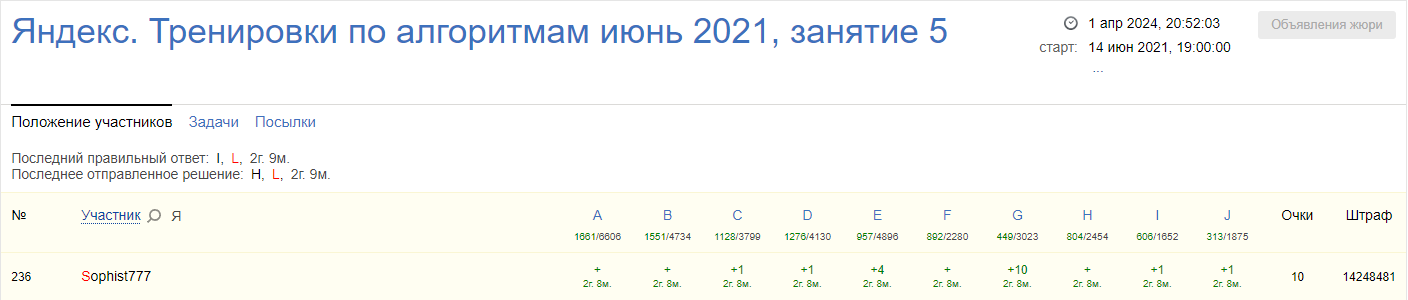 Яндекс. Тренировки по алгоритмам июнь 2021, занятие 5
1 апр 2024, 20:52:03
старт: 14 июн 2021, 19:00:00
...
Объявления жюри
Положение участников Задачи Посылки
Последний правильный ответ: I, L, 2г. 9м.
Последнее отправленное решение: H, L, 2г. 9м.
№ Участник Я A B C D E F G H I J Очки Штраф
1661/6606 1551/4734 1128/3799 1276/4130 957/4896 892/2280 449/3023 804/2454 606/1652 313/1875
236 Sophist777 + + +1 +1 +4 + +10 + +1 +1 10 14248481
2г. 8м. 2г. 8м. 2г. 8м. 2г. 8м. 2г. 8м. 2г. 8м. 2г. 8м. 2г. 8м. 2г. 8м. 2г. 8м.